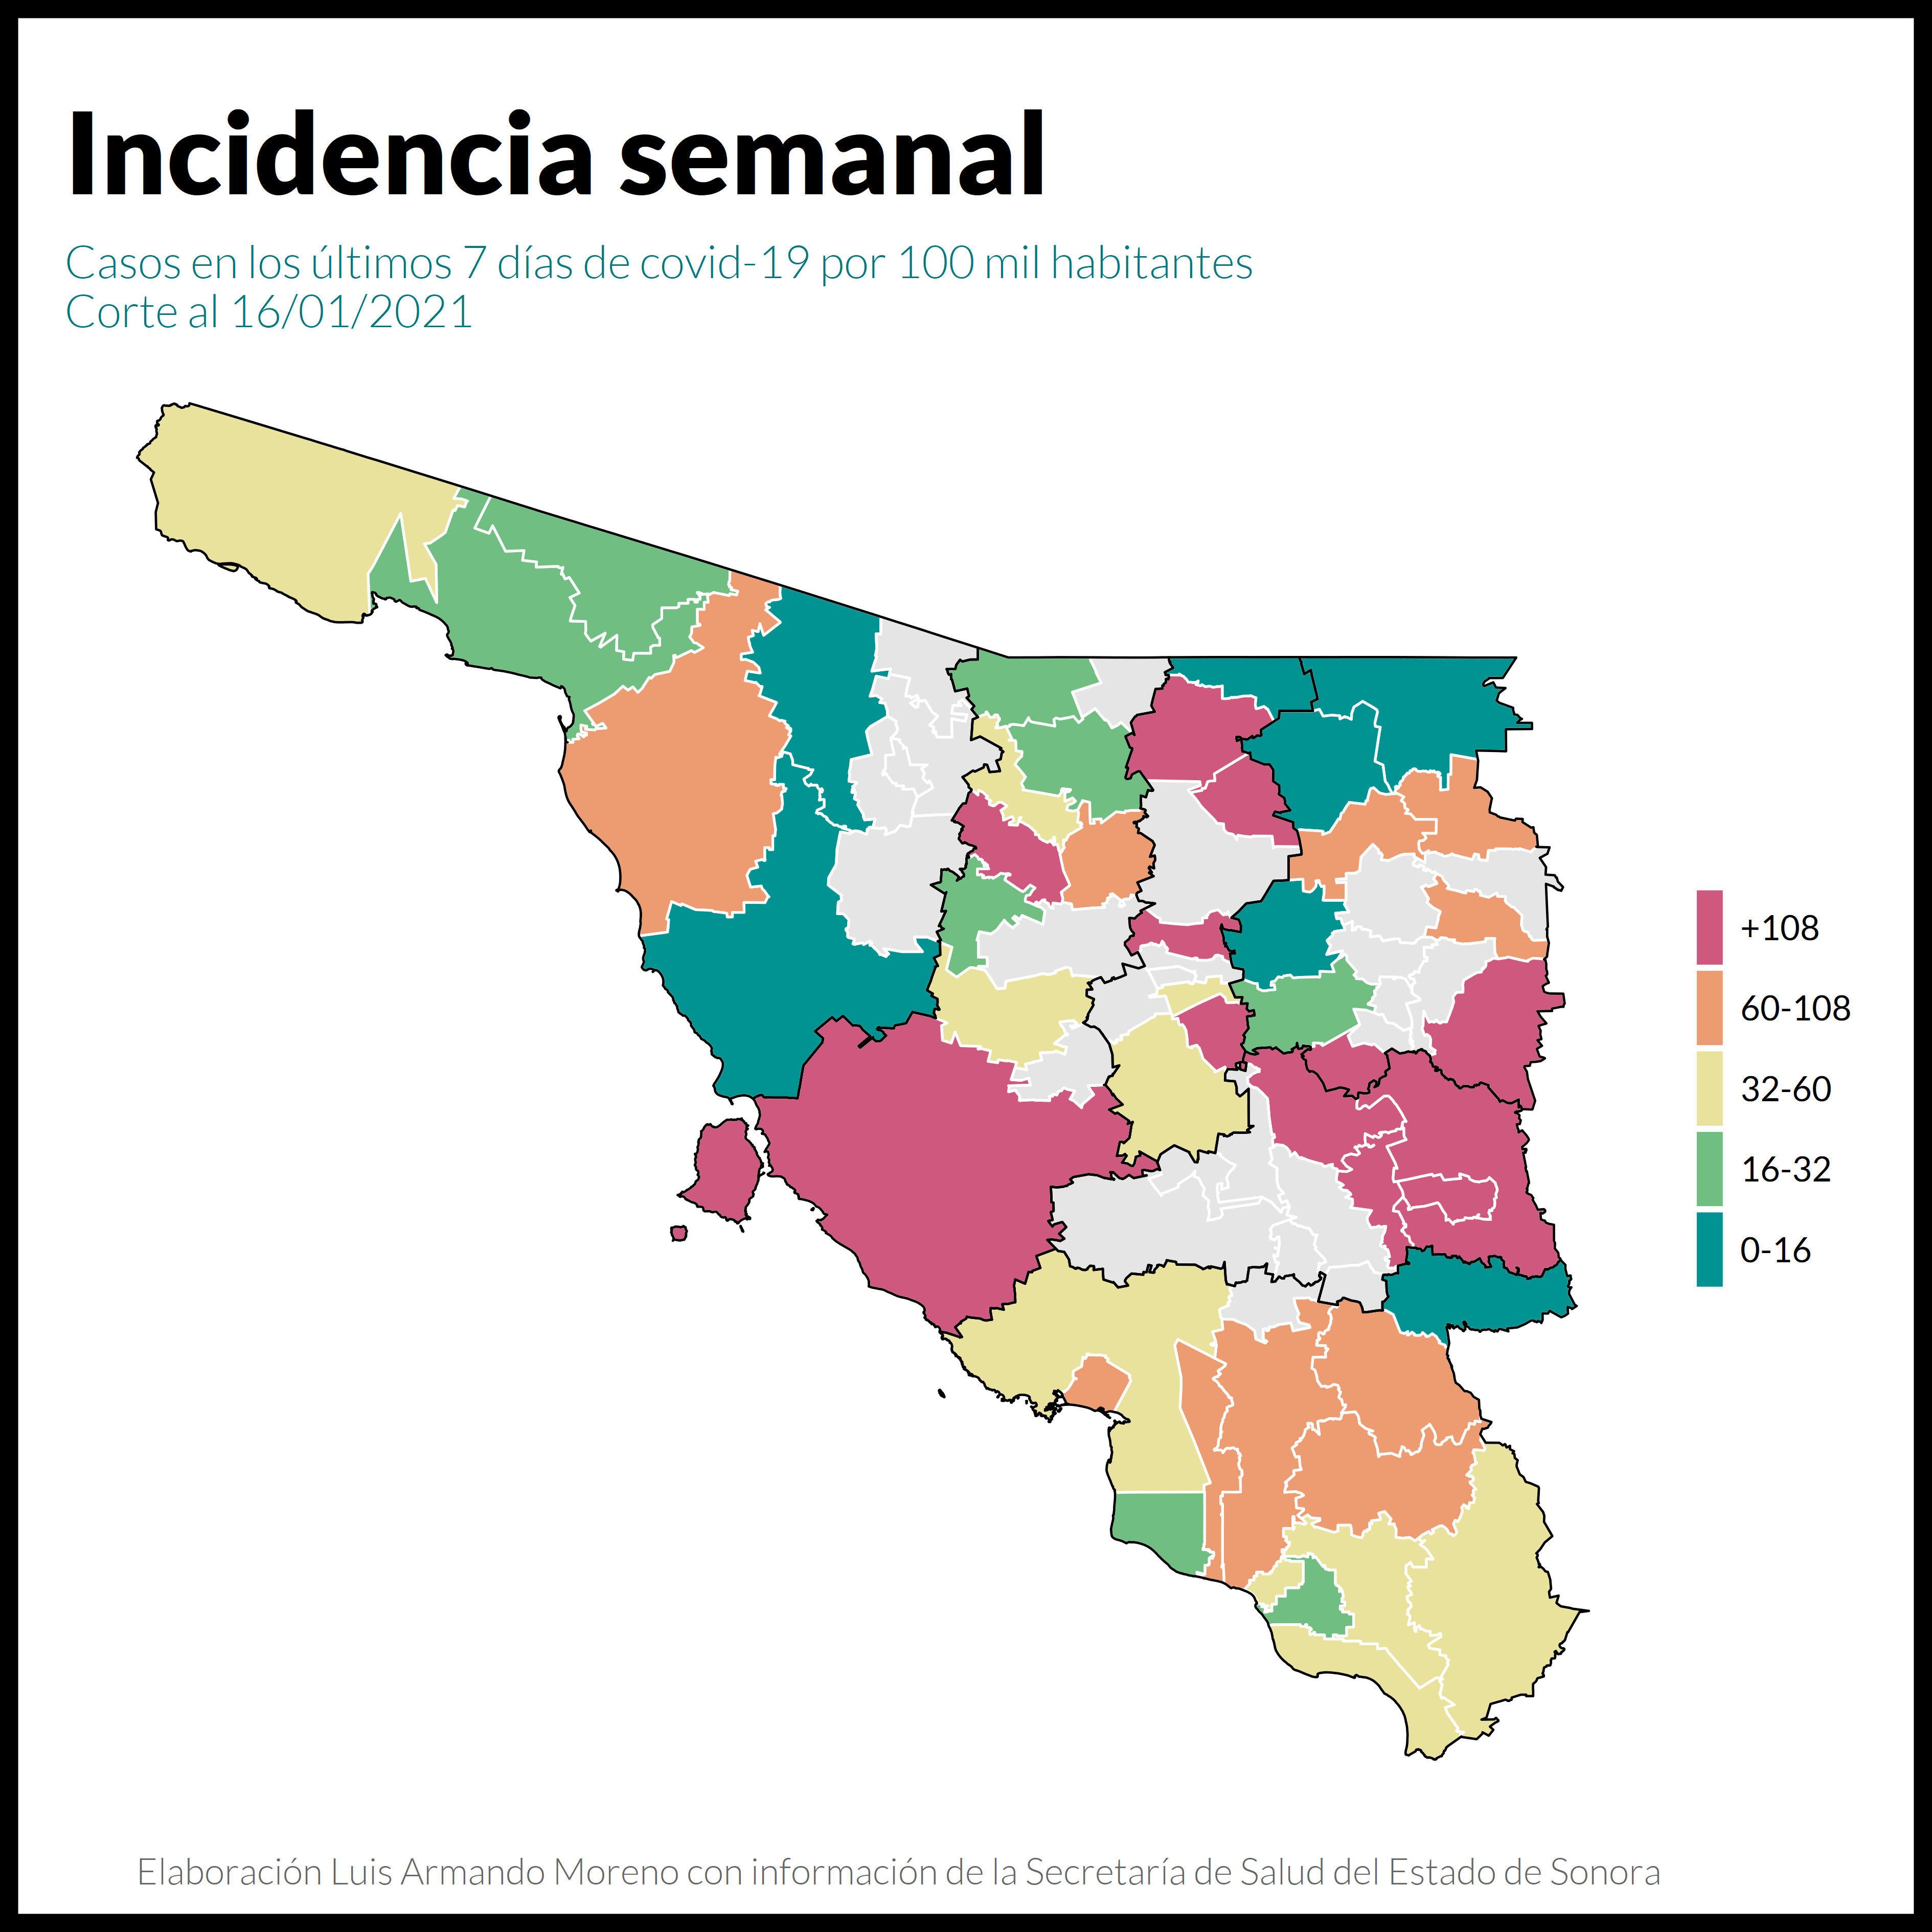 Incidencia semanal
Casos en los últimos 7 días de covid-19 por 100 mil habitantes
Corte al 16/01/2021
+108
60-108
32-60
16-32
0-16
Elaboración Luis Armando Moreno con información de la Secretaría de Salud del Estado de Sonora